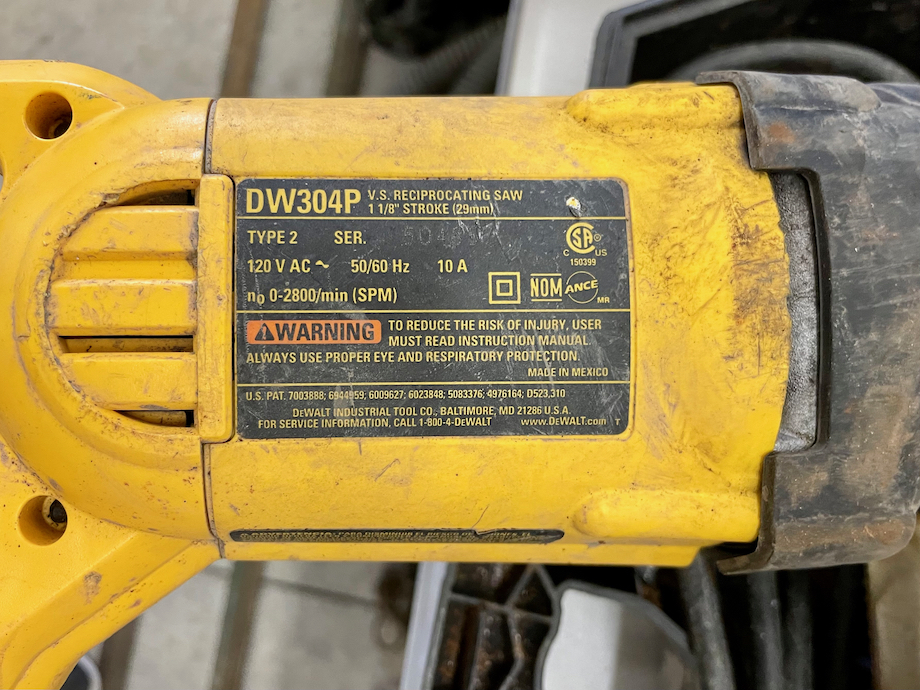 DW304P V.S. RECIPROCATING SAW
1 1/8" STROKE (29mm)
TYPE 2 SER.
CSA
C US
150399
120 V AC ~ 50/60 Hz 10 A
NOM ANCE
MR
n₀ 0-2800/min (SPM)
WARNING TO REDUCE THE RISK OF INJURY, USER
MUST READ INSTRUCTION MANUAL.
ALWAYS USE PROPER EYE AND RESPIRATORY PROTECTION.
MADE IN MEXICO
U.S. PAT. 7003888; 6944959; 6009627; 6023848; 5083376; 4976164; D523,310
DEWALT INDUSTRIAL TOOL CO., BALTIMORE, MD 21286 U.S.A.
FOR SERVICE INFORMATION, CALL 1-800-4-DEWALT www.DEWALT.com T